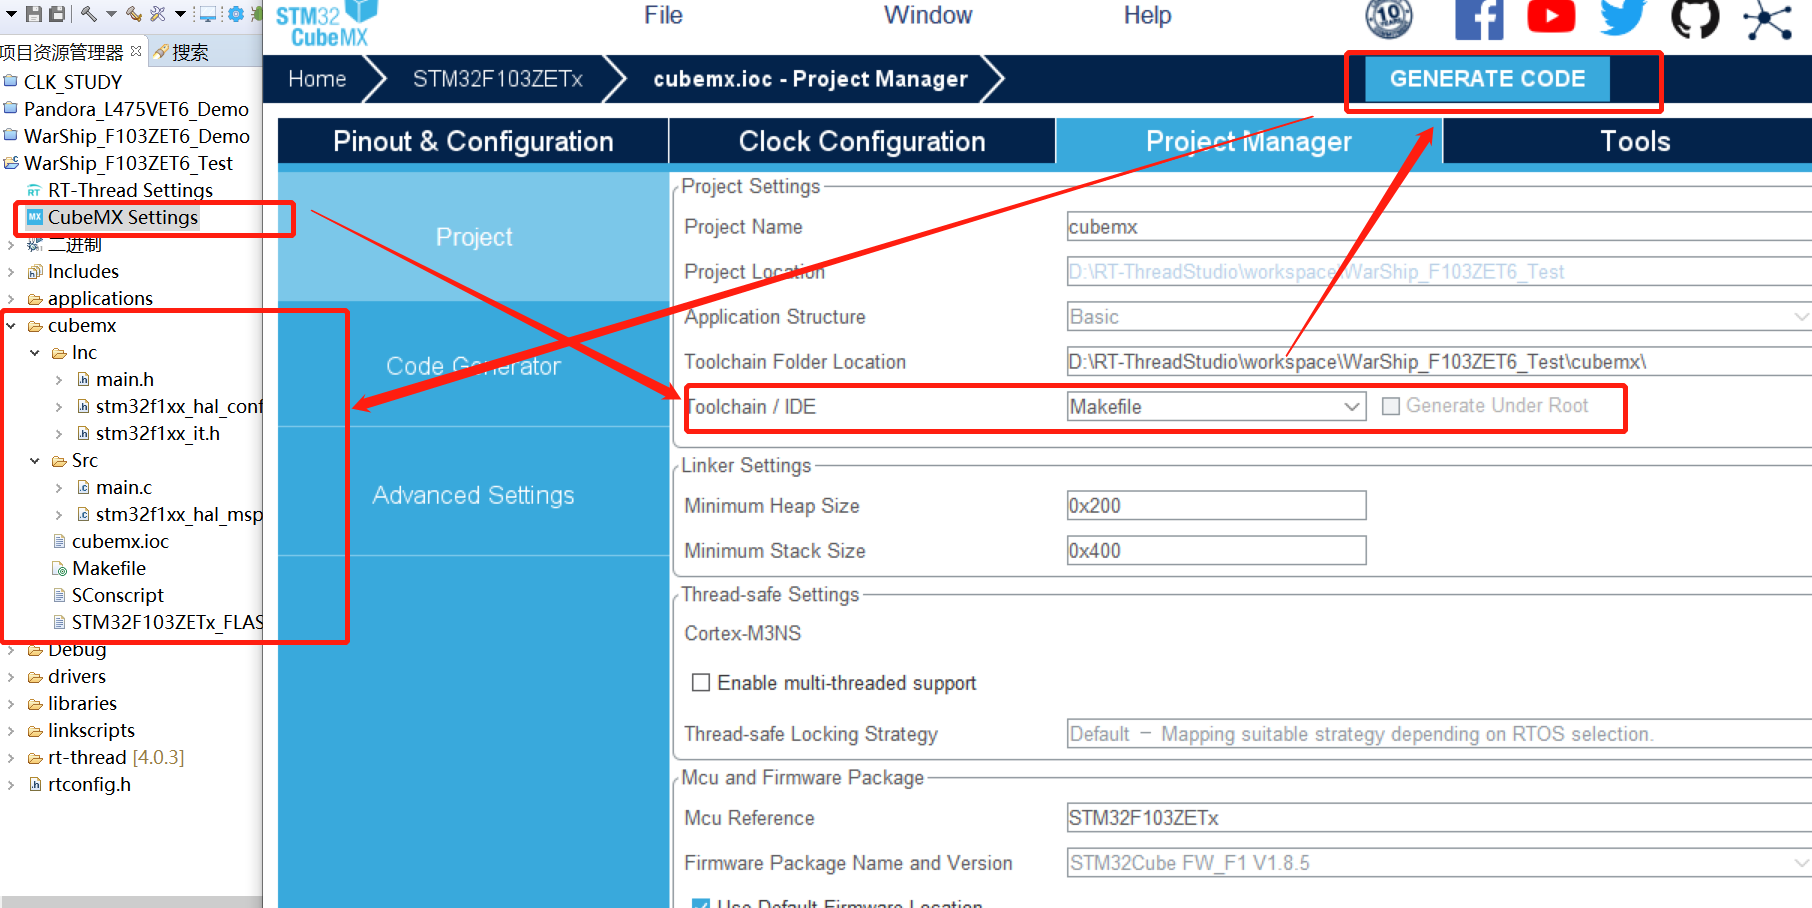 项目资源管理器
搜索
CLK_STUDY
Pandora_L475VET6_Demo
WarShip_F103ZET6_Demo
WarShip_F103ZET6_Test
RT RT-Thread Settings
MX CubeMX Settings
二进制
Includes
applications
cubemx
Inc
main.h
stm32f1xx_hal_conf
stm32f1xx_it.h
Src
main.c
stm32f1xx_hal_msp
cubemx.ioc
Makefile
SConscript
STM32F103ZETx_FLAS
Debug
drivers
libraries
linkscripts
rt-thread [4.0.3]
rtconfig.h
STM32
CubeMX
File
Window
Help
10
Home
STM32F103ZETx
cubemx.ioc - Project Manager
GENERATE CODE
Pinout & Configuration
Clock Configuration
Project Manager
Tools
Project
Code Generator
Advanced Settings
Project Settings
Project Name
cubemx
Project Location
D:\RT-ThreadStudio\workspace\WarShip_F103ZET6_Test
Application Structure
Basic
Toolchain Folder Location
D:\RT-ThreadStudio\workspace\WarShip_F103ZET6_Test\cubemx\
Toolchain / IDE
Makefile
Generate Under Root
Linker Settings
Minimum Heap Size
0x200
Minimum Stack Size
0x400
Thread-safe Settings
Cortex-M3NS
Enable multi-threaded support
Thread-safe Locking Strategy
Default – Mapping suitable strategy depending on RTOS selection.
Mcu and Firmware Package
Mcu Reference
STM32F103ZETx
Firmware Package Name and Version
STM32Cube FW_F1 V1.8.5
Use Default Firmware Location